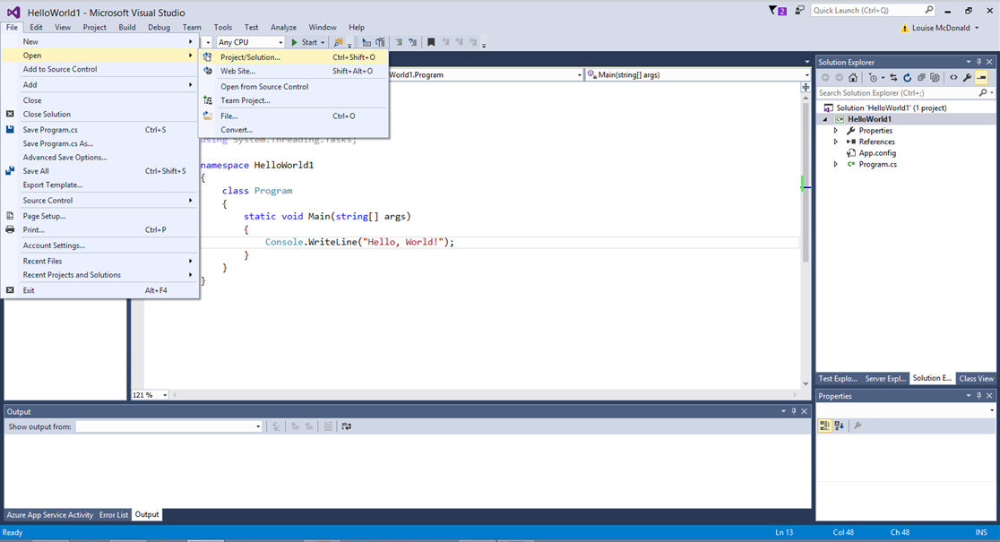 HelloWorld1 - Microsoft Visual Studio
2
Quick Launch (Ctrl+Q)
File Edit View Project Build Debug Team Tools Test Analyze Window Help
Louise McDonald
Any CPU
Start
New
Open
Add to Source Control
Add
Close
Close Solution
Save Program.cs Ctrl+S
Save Program.cs As...
Advanced Save Options...
Save All Ctrl+Shift+S
Export Template...
Source Control
Page Setup...
Print... Ctrl+P
Account Settings...
Recent Files
Recent Projects and Solutions
Exit Alt+F4
Project/Solution... Ctrl+Shift+O
Web Site... Shift+Alt+O
Open from Source Control
Team Project...
File... Ctrl+O
Convert...
World1.Program
Main(string[] args)
using System.Threading.Tasks;
namespace HelloWorld1
{
class Program
{
static void Main(string[] args)
{
Console.WriteLine("Hello, World!");
}
}
}
121 %
Solution Explorer
Search Solution Explorer (Ctrl+;)
Solution 'HelloWorld1' (1 project)
HelloWorld1
Properties
References
App.config
C# Program.cs
Test Explo... Server Expl... Solution E... Class View
Properties
Output
Show output from:
Azure App Service Activity Error List Output
Ready Ln 13 Col 48 Ch 48 INS